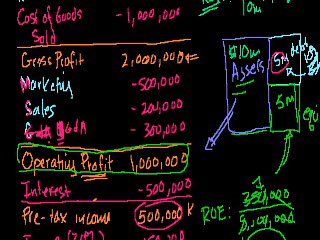 Cost of Goods -1,000,000
Sold
Gross Profit 2,000,000
Marketing -500,000
Sales -200,000
G&A -300,000
Operating Profit 1,000,000
Interest -500,000
Pre-tax income 500,000
10m
$10m
Assets
5M debt
5M
ROE: